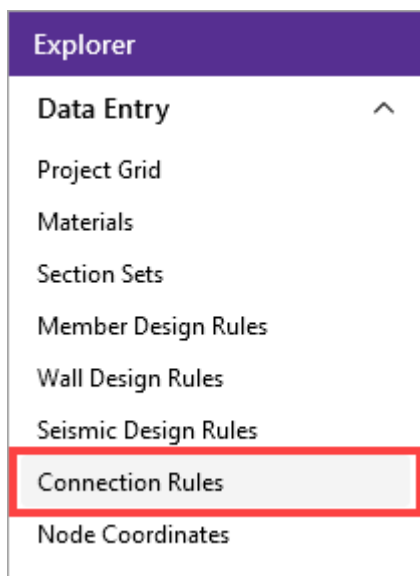 Explorer
Data Entry
Project Grid
Materials
Section Sets
Member Design Rules
Wall Design Rules
Seismic Design Rules
Connection Rules
Node Coordinates